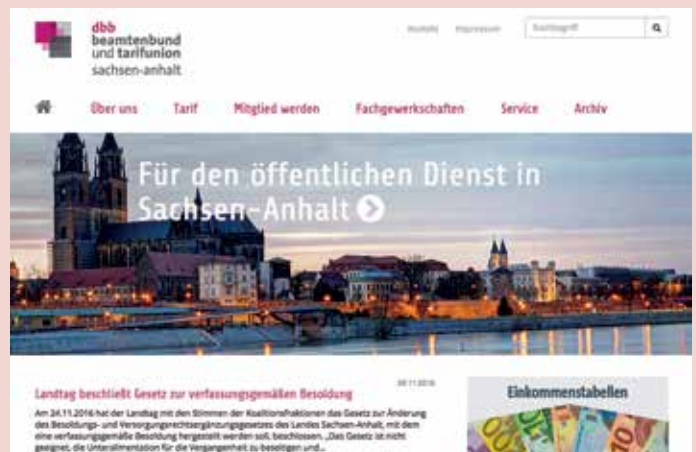 dbb
beamtenbund
und tarifunion
sachsen-anhalt
Kontakt Impressum Suchbegriff
Über uns Tarif Mitglied werden Fachgewerkschaften Service Archiv
Für den öffentlichen Dienst in
Sachsen-Anhalt
Landtag beschließt Gesetz zur verfassungsgemäßen Besoldung
Am 24.11.2016 hat der Landtag mit den Stimmen der Koalitionsfraktionen das Gesetz zur Änderung
des Besoldungs- und Versorgungsrechtsergänzungsgesetzes des Landes Sachsen-Anhalt, mit dem
eine verfassungsgemäße Besoldung hergestellt werden soll, beschlossen. „Das Gesetz ist nicht
geeignet, die Unteralimentation für die Vergangenheit zu beseitigen und...
Einkommenstabellen